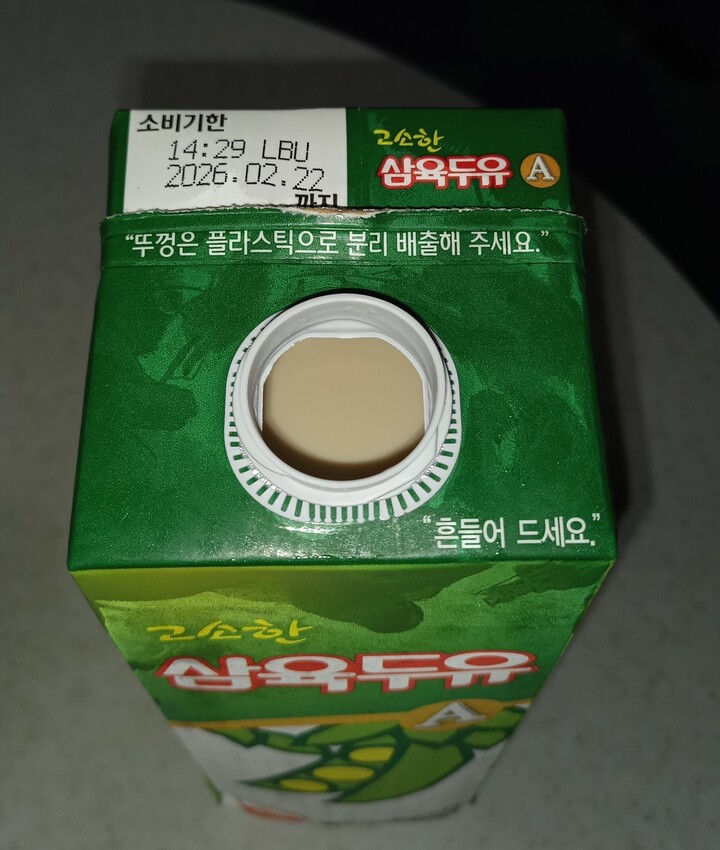 소비기한
14:29 LBU
2026.02.22
까지
고소한
삼육두유 A
“뚜껑은 플라스틱으로 분리 배출해 주세요.”
“흔들어 드세요.”
고소한
삼육두유
A